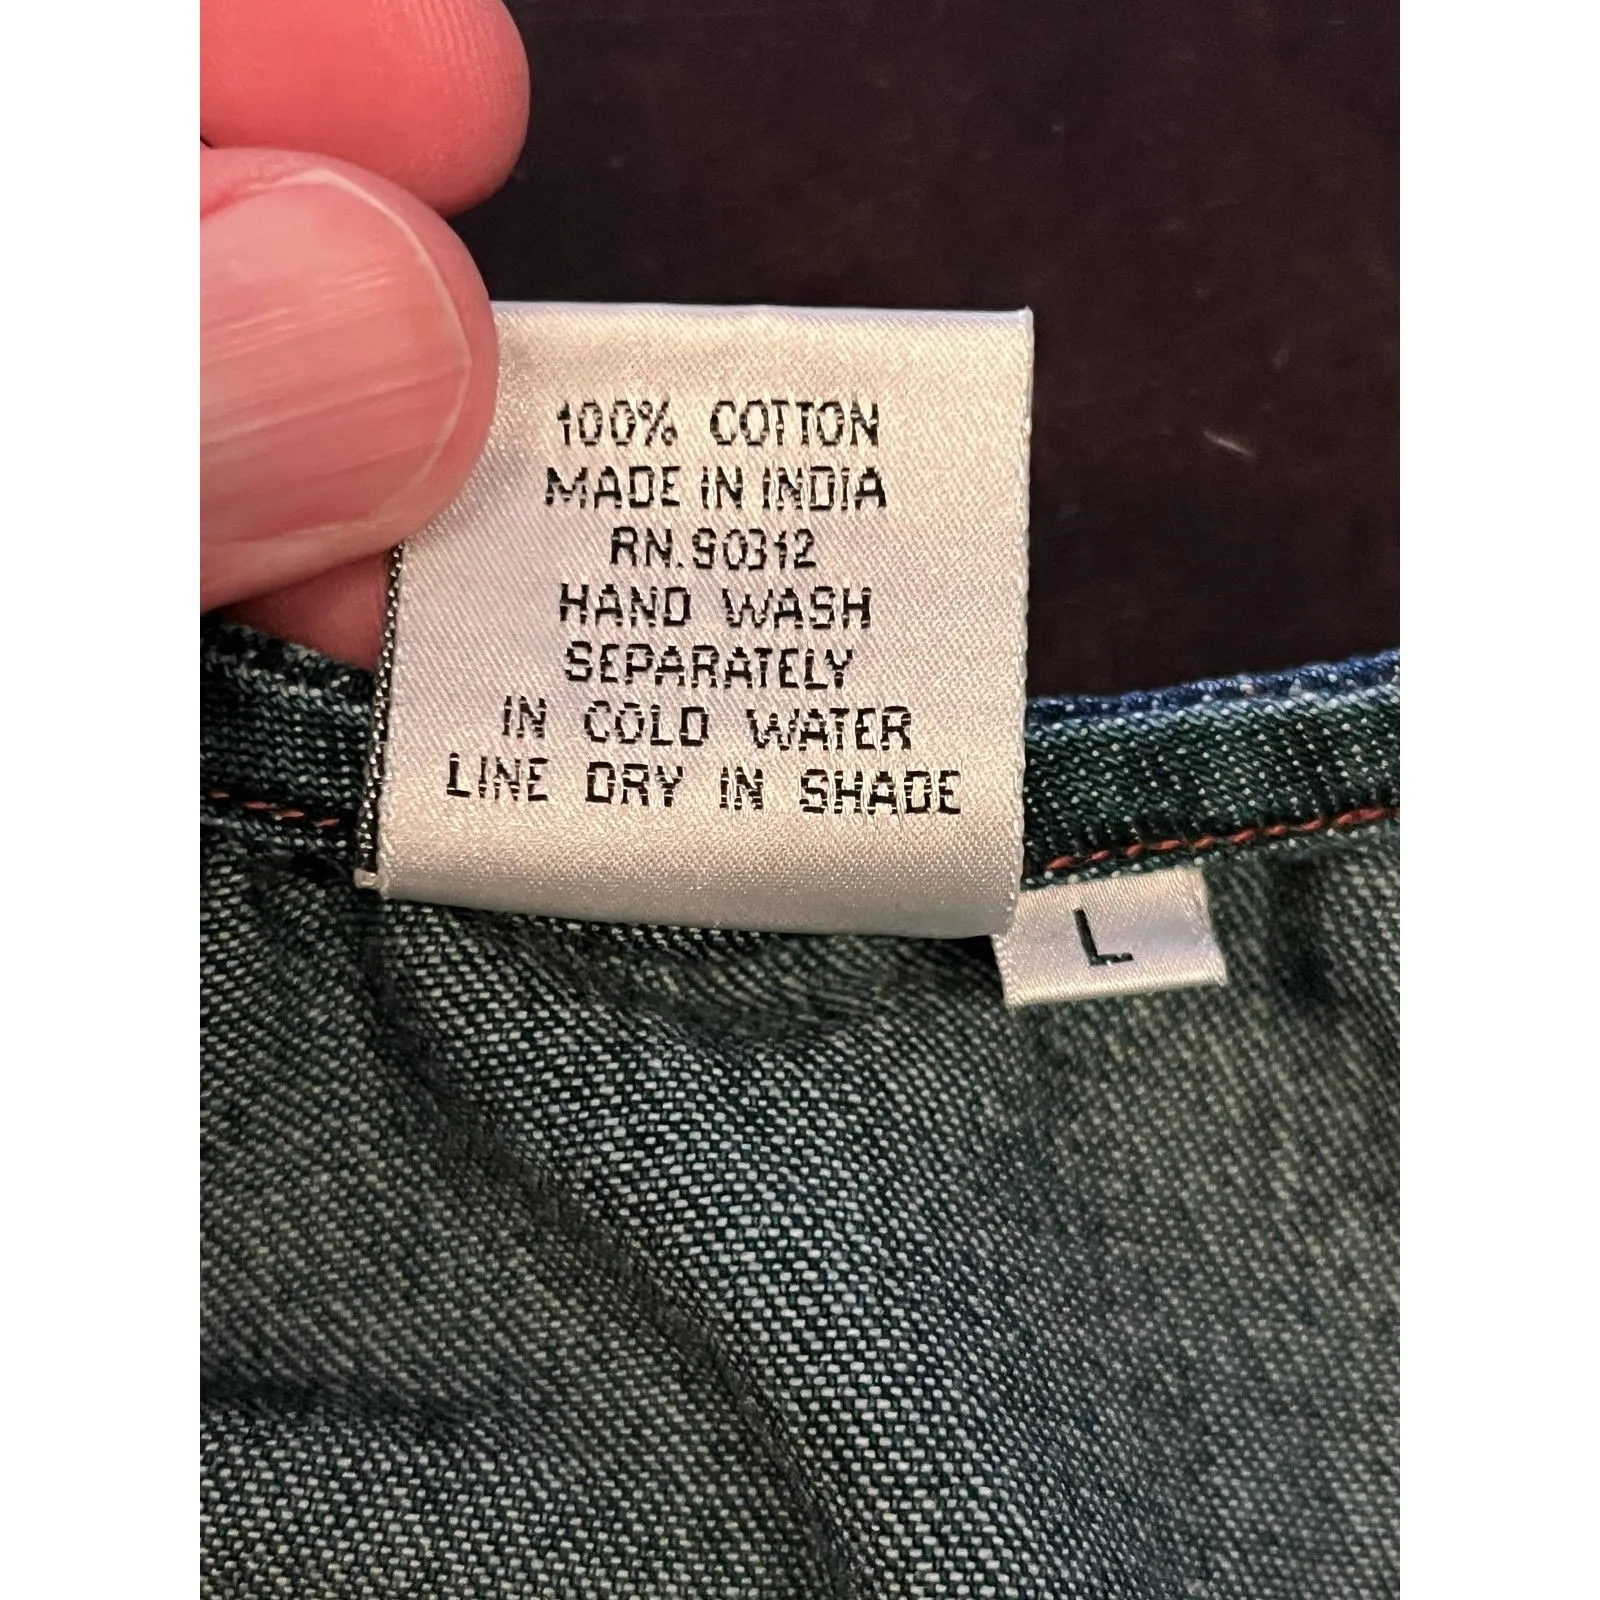 100% COTTON
MADE IN INDIA
RN.90312
HAND WASH
SEPARATELY
IN COLD WATER
LINE DRY IN SHADE
L